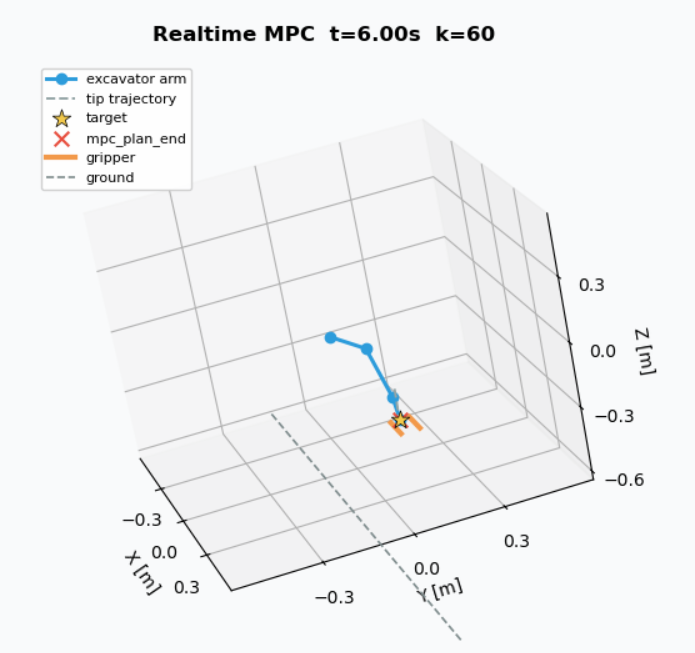 Realtime MPC  t=6.00s  k=60
excavator arm
tip trajectory
target
mpc_plan_end
gripper
ground
0.3
0.0
−0.3
−0.6
Z [m]
−0.3
0.0
0.3
X [m]
−0.3
0.0
0.3
Y [m]